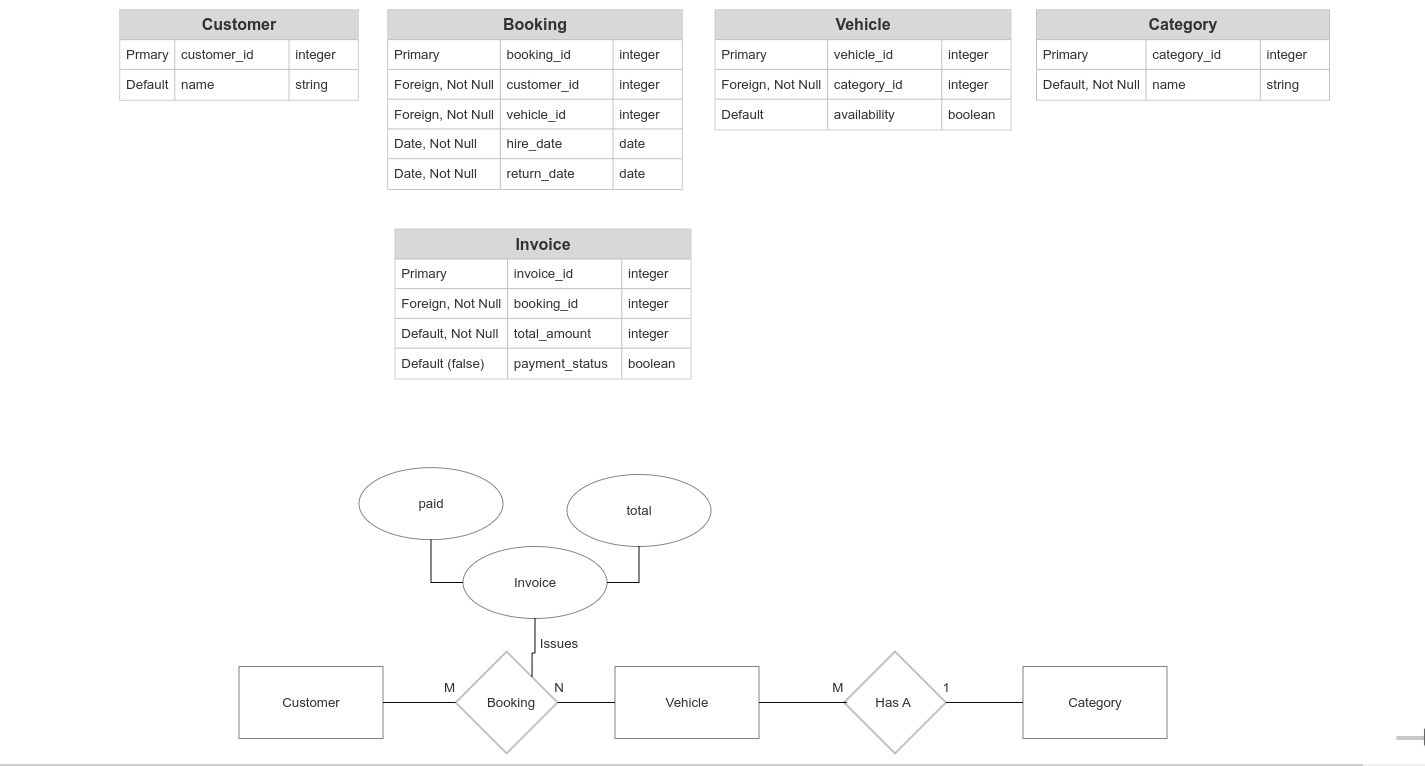 Customer
Prmary customer_id integer
Default name string
Booking
Primary booking_id integer
Foreign, Not Null customer_id integer
Foreign, Not Null vehicle_id integer
Date, Not Null hire_date date
Date, Not Null return_date date
Vehicle
Primary vehicle_id integer
Foreign, Not Null category_id integer
Default availability boolean
Category
Primary category_id integer
Default, Not Null name string
Invoice
Primary invoice_id integer
Foreign, Not Null booking_id integer
Default, Not Null total_amount integer
Default (false) payment_status boolean
paid
total
Invoice
Issues
M N M 1
Customer Booking Vehicle Has A Category